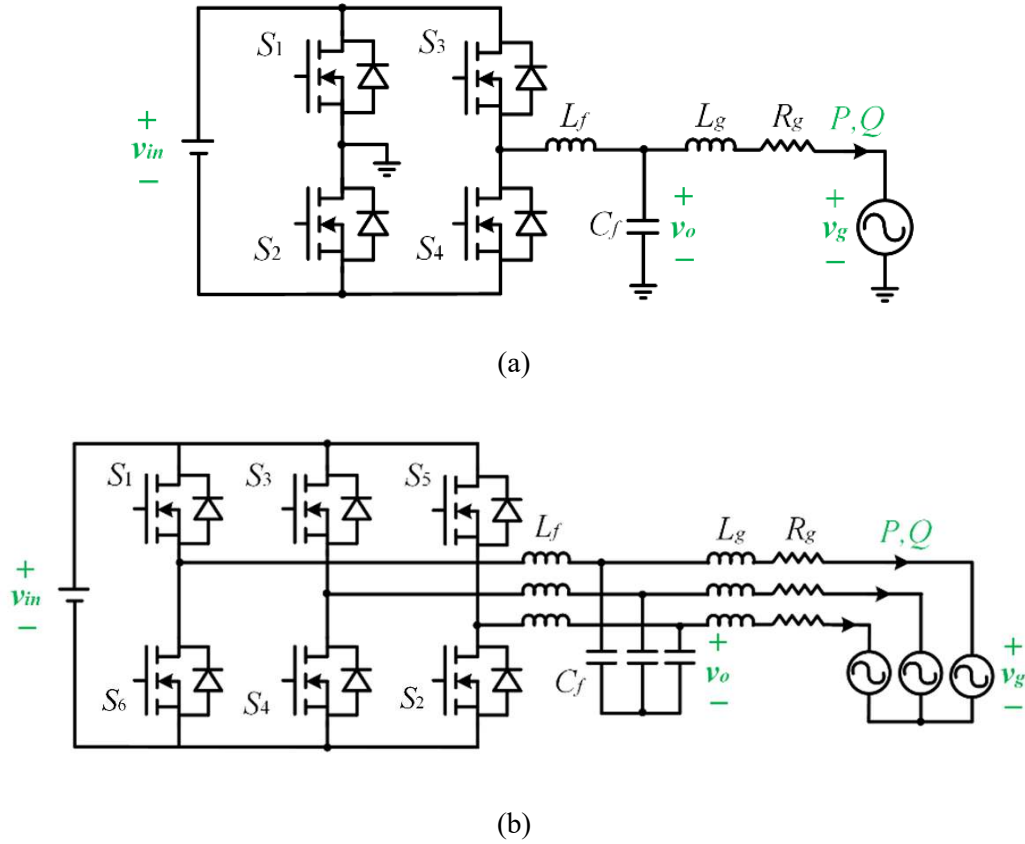 S1 S3
+ Lf Lg Rg P,Q
vin
− + +
S2 S4 Cf vo vg
− −
(a)
S1 S3 S5
Lf Lg Rg P,Q
+
vin
− + +
S6 S4 S2 Cf vo vg
− −
(b)